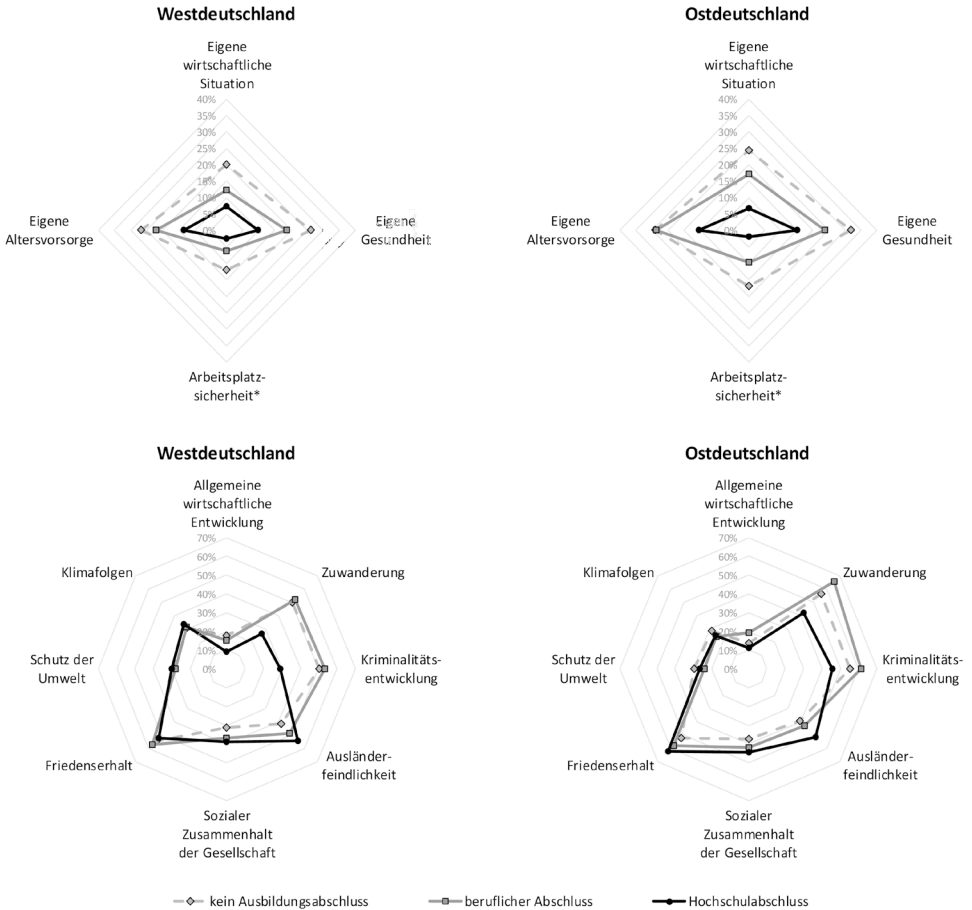 Westdeutschland
Ostdeutschland
Eigene
wirtschaftliche
Situation
Eigene
wirtschaftliche
Situation
40%
35%
30%
25%
20%
15%
10%
5%
0%
40%
35%
30%
25%
20%
15%
10%
5%
0%
Eigene
Altersvorsorge
Eigene
Gesundheit
Eigene
Altersvorsorge
Eigene
Gesundheit
Arbeitsplatz-
sicherheit*
Arbeitsplatz-
sicherheit*
Westdeutschland
Ostdeutschland
Allgemeine
wirtschaftliche
Entwicklung
Allgemeine
wirtschaftliche
Entwicklung
70%
60%
50%
40%
30%
20%
10%
0%
70%
60%
50%
40%
30%
20%
10%
0%
Klimafolgen
Zuwanderung
Klimafolgen
Zuwanderung
Schutz der
Umwelt
Kriminalitäts-
entwicklung
Schutz der
Umwelt
Kriminalitäts-
entwicklung
Friedenserhalt
Ausländer-
feindlichkeit
Friedenserhalt
Ausländer-
feindlichkeit
Sozialer
Zusammenhalt
der Gesellschaft
Sozialer
Zusammenhalt
der Gesellschaft
kein Ausbildungsabschluss
beruflicher Abschluss
Hochschulabschluss